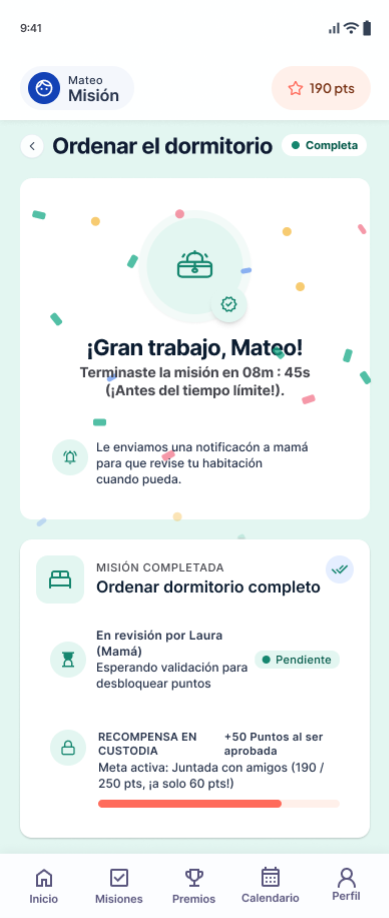 9:41
Mateo
Misión
190 pts
Ordenar el dormitorio
Completa
¡Gran trabajo, Mateo!
Terminaste la misión en 08m : 45s
(¡Antes del tiempo límite!).
Le enviamos una notificacón a mamá
para que revise tu habitación
cuando pueda.
MISIÓN COMPLETADA
Ordenar dormitorio completo
En revisión por Laura
(Mamá)
Esperando validación para
desbloquear puntos
Pendiente
RECOMPENSA EN
CUSTODIA
+50 Puntos al ser
aprobada
Meta activa: Juntada con amigos (190 /
250 pts, ¡a solo 60 pts!)
Inicio
Misiones
Premios
Calendario
Perfil